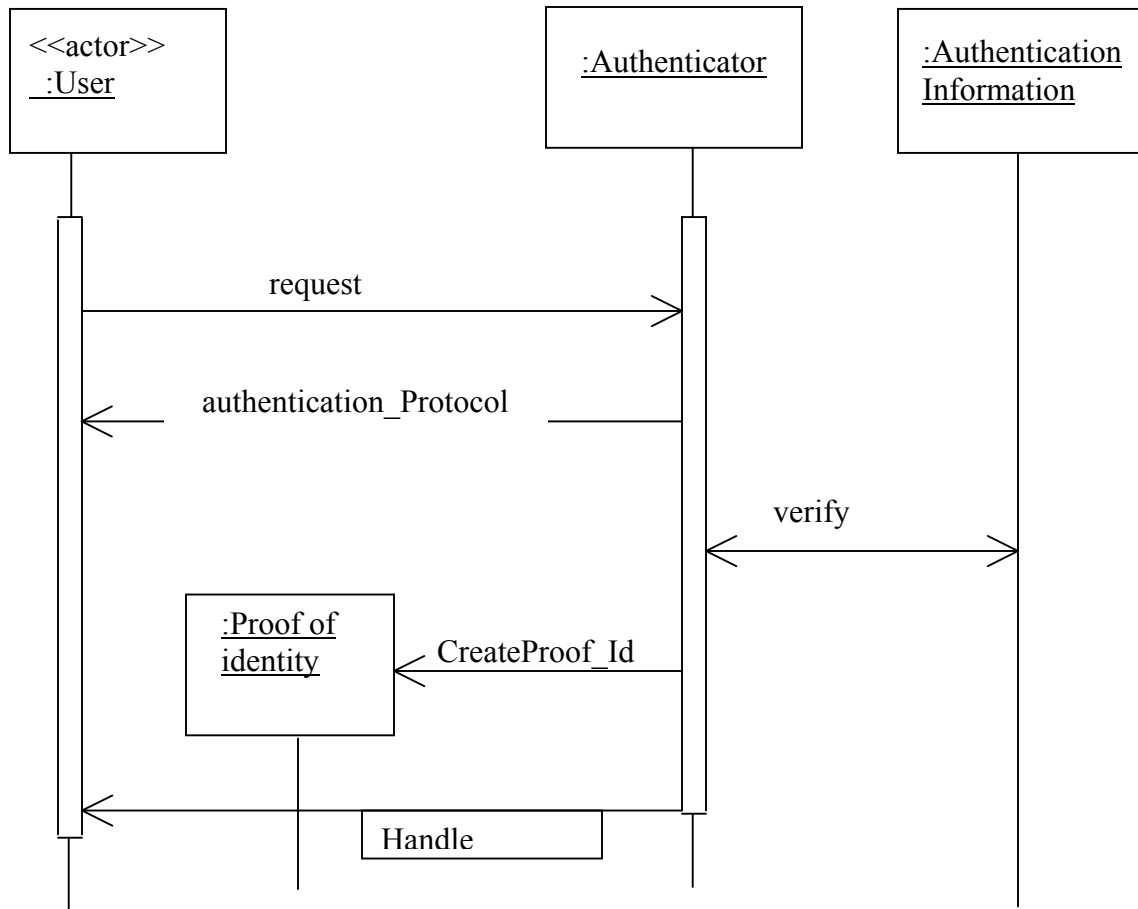 <<actor>>
:User
:Authenticator
:Authentication
Information
request
authentication_Protocol
verify
:Proof of
identity
CreateProof_Id
Handle